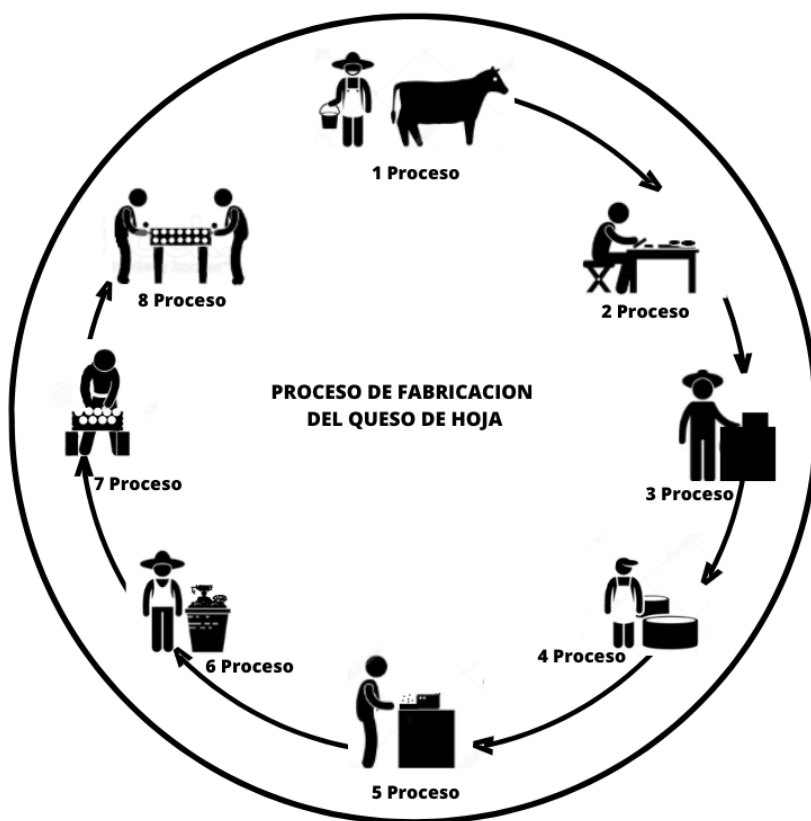 1 Proceso
2 Proceso
3 Proceso
4 Proceso
5 Proceso
6 Proceso
7 Proceso
8 Proceso
PROCESO DE FABRICACION
DEL QUESO DE HOJA